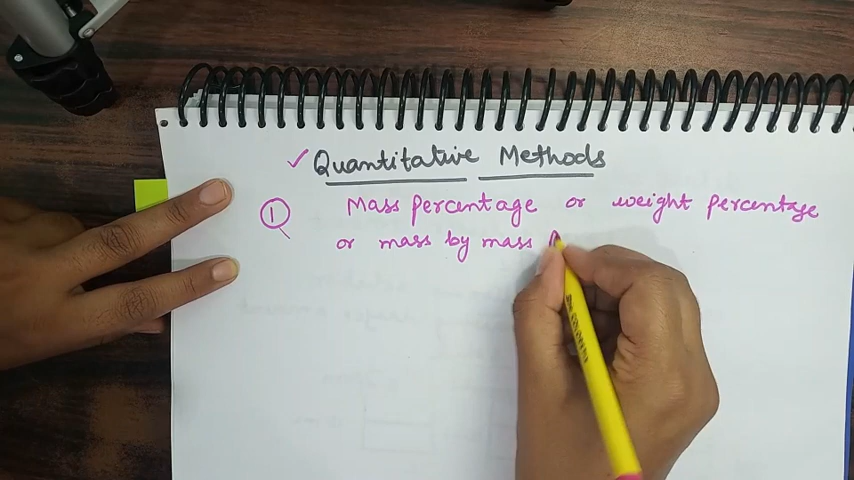 ✓ Quantitative Methods
① Mass percentage or weight percentage
or mass by mass